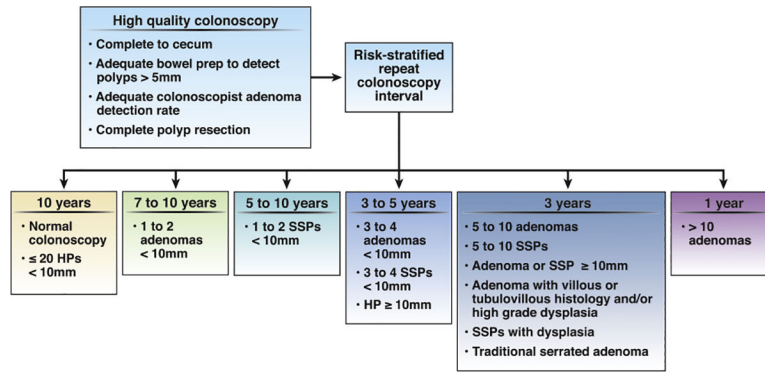 High quality colonoscopy
• Complete to cecum
• Adequate bowel prep to detect
polyps > 5mm
• Adequate colonoscopist adenoma
detection rate
• Complete polyp resection
Risk-stratified
repeat
colonoscopy
interval
10 years
• Normal
colonoscopy
• ≤ 20 HPs
< 10mm
7 to 10 years
• 1 to 2
adenomas
< 10mm
5 to 10 years
• 1 to 2 SSPs
< 10mm
3 to 5 years
• 3 to 4
adenomas
< 10mm
• 3 to 4 SSPs
< 10mm
• HP ≥ 10mm
3 years
• 5 to 10 adenomas
• 5 to 10 SSPs
• Adenoma or SSP ≥ 10mm
• Adenoma with villous or
tubulovillous histology and/or
high grade dysplasia
• SSPs with dysplasia
• Traditional serrated adenoma
1 year
• > 10
adenomas